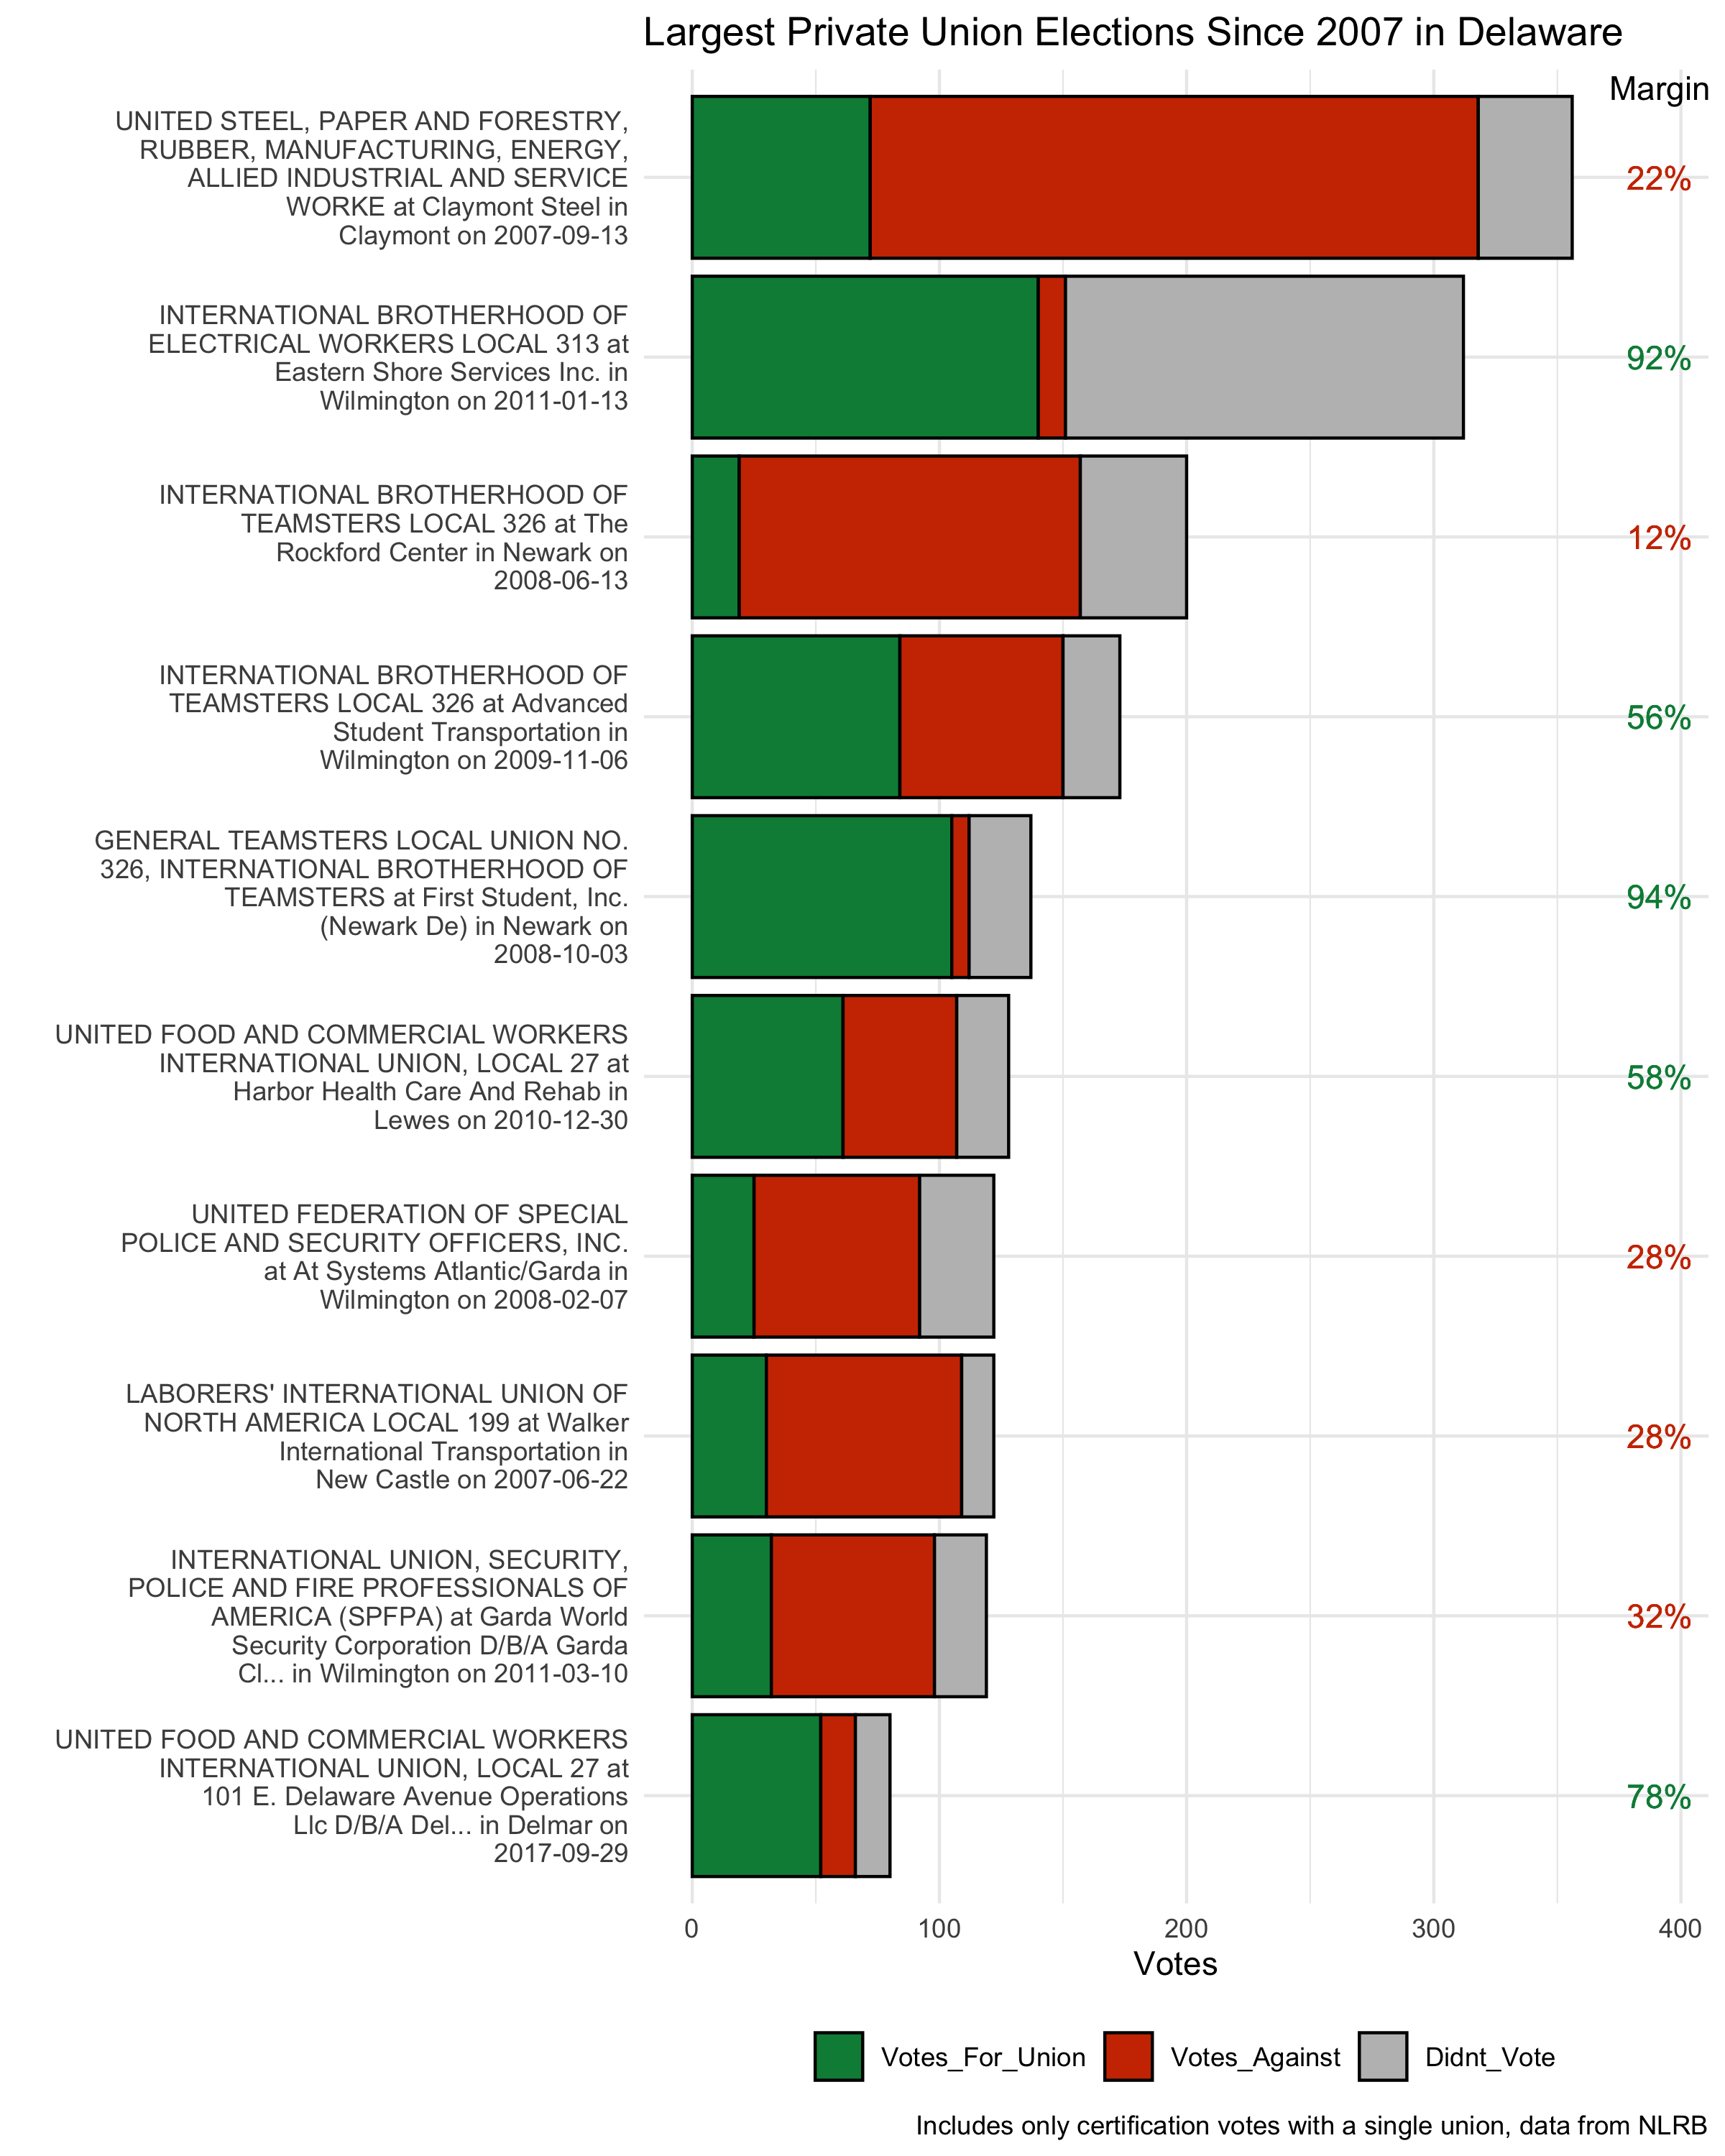 Largest Private Union Elections Since 2007 in Delaware
Margin
UNITED STEEL, PAPER AND FORESTRY,
RUBBER, MANUFACTURING, ENERGY,
ALLIED INDUSTRIAL AND SERVICE
WORKE at Claymont Steel in
Claymont on 2007-09-13
22%
INTERNATIONAL BROTHERHOOD OF
ELECTRICAL WORKERS LOCAL 313 at
Eastern Shore Services Inc. in
Wilmington on 2011-01-13
92%
INTERNATIONAL BROTHERHOOD OF
TEAMSTERS LOCAL 326 at The
Rockford Center in Newark on
2008-06-13
12%
INTERNATIONAL BROTHERHOOD OF
TEAMSTERS LOCAL 326 at Advanced
Student Transportation in
Wilmington on 2009-11-06
56%
GENERAL TEAMSTERS LOCAL UNION NO.
326, INTERNATIONAL BROTHERHOOD OF
TEAMSTERS at First Student, Inc.
(Newark De) in Newark on
2008-10-03
94%
UNITED FOOD AND COMMERCIAL WORKERS
INTERNATIONAL UNION, LOCAL 27 at
Harbor Health Care And Rehab in
Lewes on 2010-12-30
58%
UNITED FEDERATION OF SPECIAL
POLICE AND SECURITY OFFICERS, INC.
at At Systems Atlantic/Garda in
Wilmington on 2008-02-07
28%
LABORERS' INTERNATIONAL UNION OF
NORTH AMERICA LOCAL 199 at Walker
International Transportation in
New Castle on 2007-06-22
28%
INTERNATIONAL UNION, SECURITY,
POLICE AND FIRE PROFESSIONALS OF
AMERICA (SPFPA) at Garda World
Security Corporation D/B/A Garda
Cl... in Wilmington on 2011-03-10
32%
UNITED FOOD AND COMMERCIAL WORKERS
INTERNATIONAL UNION, LOCAL 27 at
101 E. Delaware Avenue Operations
Llc D/B/A Del... in Delmar on
2017-09-29
78%
0 100 200 300 400
Votes
Votes_For_Union Votes_Against Didnt_Vote
Includes only certification votes with a single union, data from NLRB